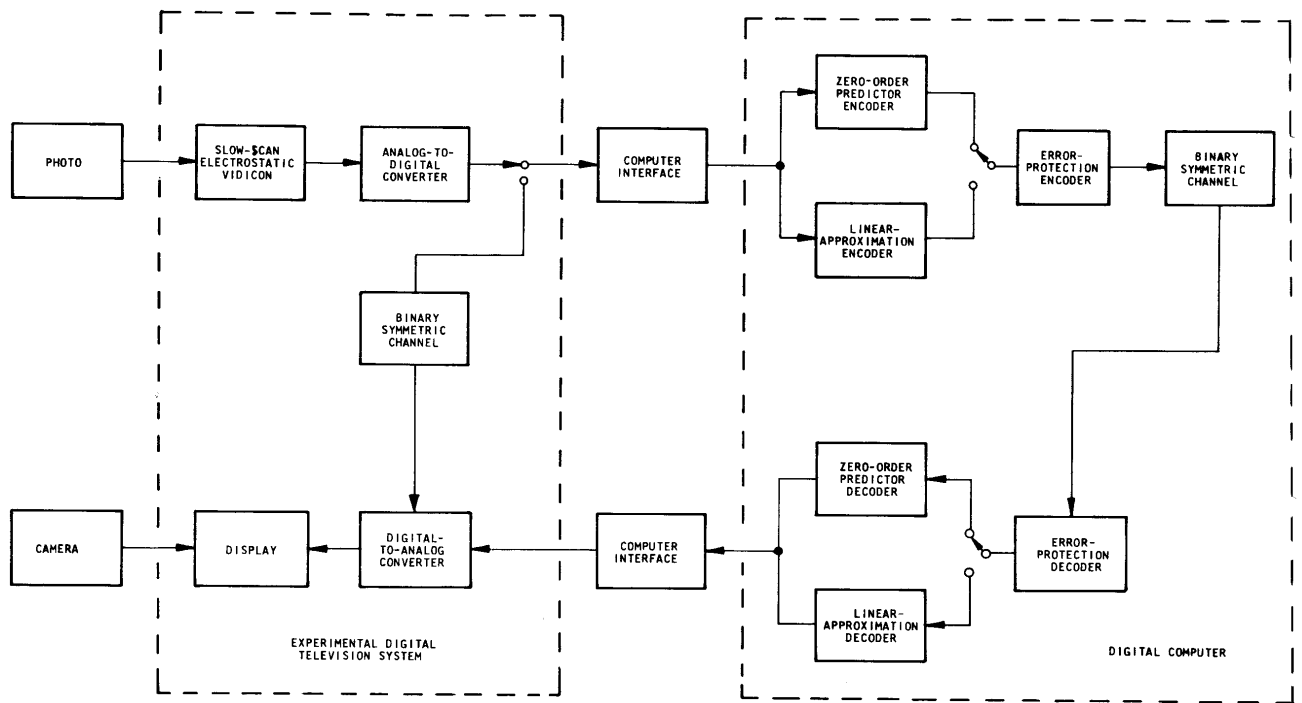 PHOTO
SLOW-SCAN
ELECTROSTATIC
VIDICON
ANALOG-TO-
DIGITAL
CONVERTER
COMPUTER
INTERFACE
ZERO-ORDER
PREDICTOR
ENCODER
LINEAR-
APPROXIMATION
ENCODER
ERROR-
PROTECTION
ENCODER
BINARY
SYMMETRIC
CHANNEL
BINARY
SYMMETRIC
CHANNEL
CAMERA
DISPLAY
DIGITAL-
TO-ANALOG
CONVERTER
COMPUTER
INTERFACE
ZERO-ORDER
PREDICTOR
DECODER
LINEAR-
APPROXIMATION
DECODER
ERROR-
PROTECTION
DECODER
EXPERIMENTAL DIGITAL
TELEVISION SYSTEM
DIGITAL COMPUTER